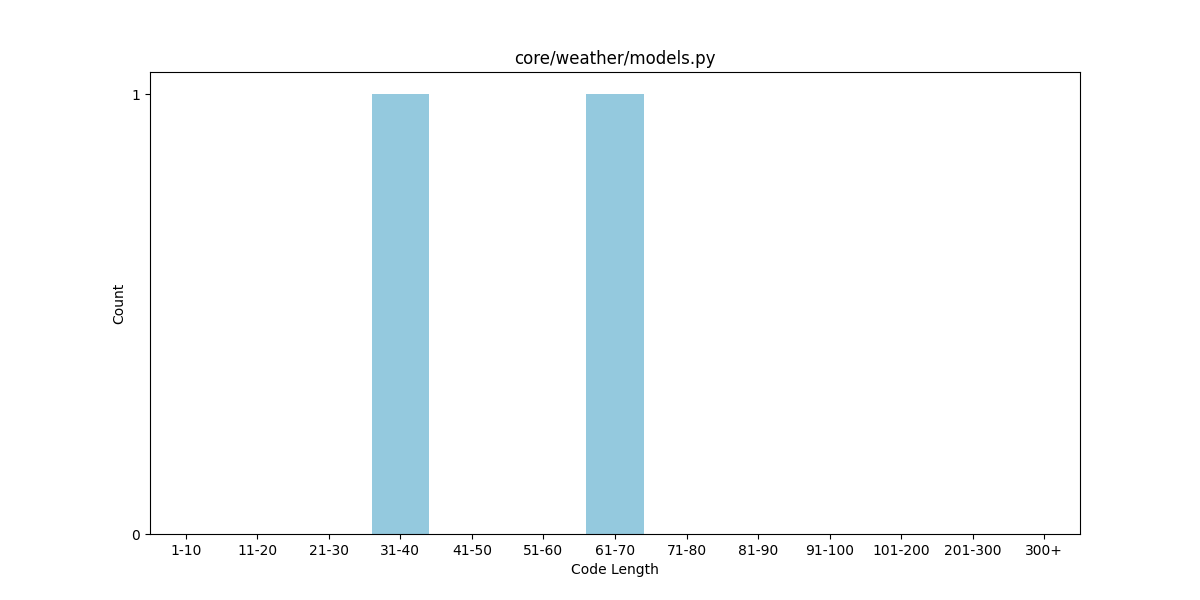 core/weather/models.py
1
Count
0
1-10 11-20 21-30 31-40 41-50 51-60 61-70 71-80 81-90 91-100 101-200 201-300 300+
Code Length